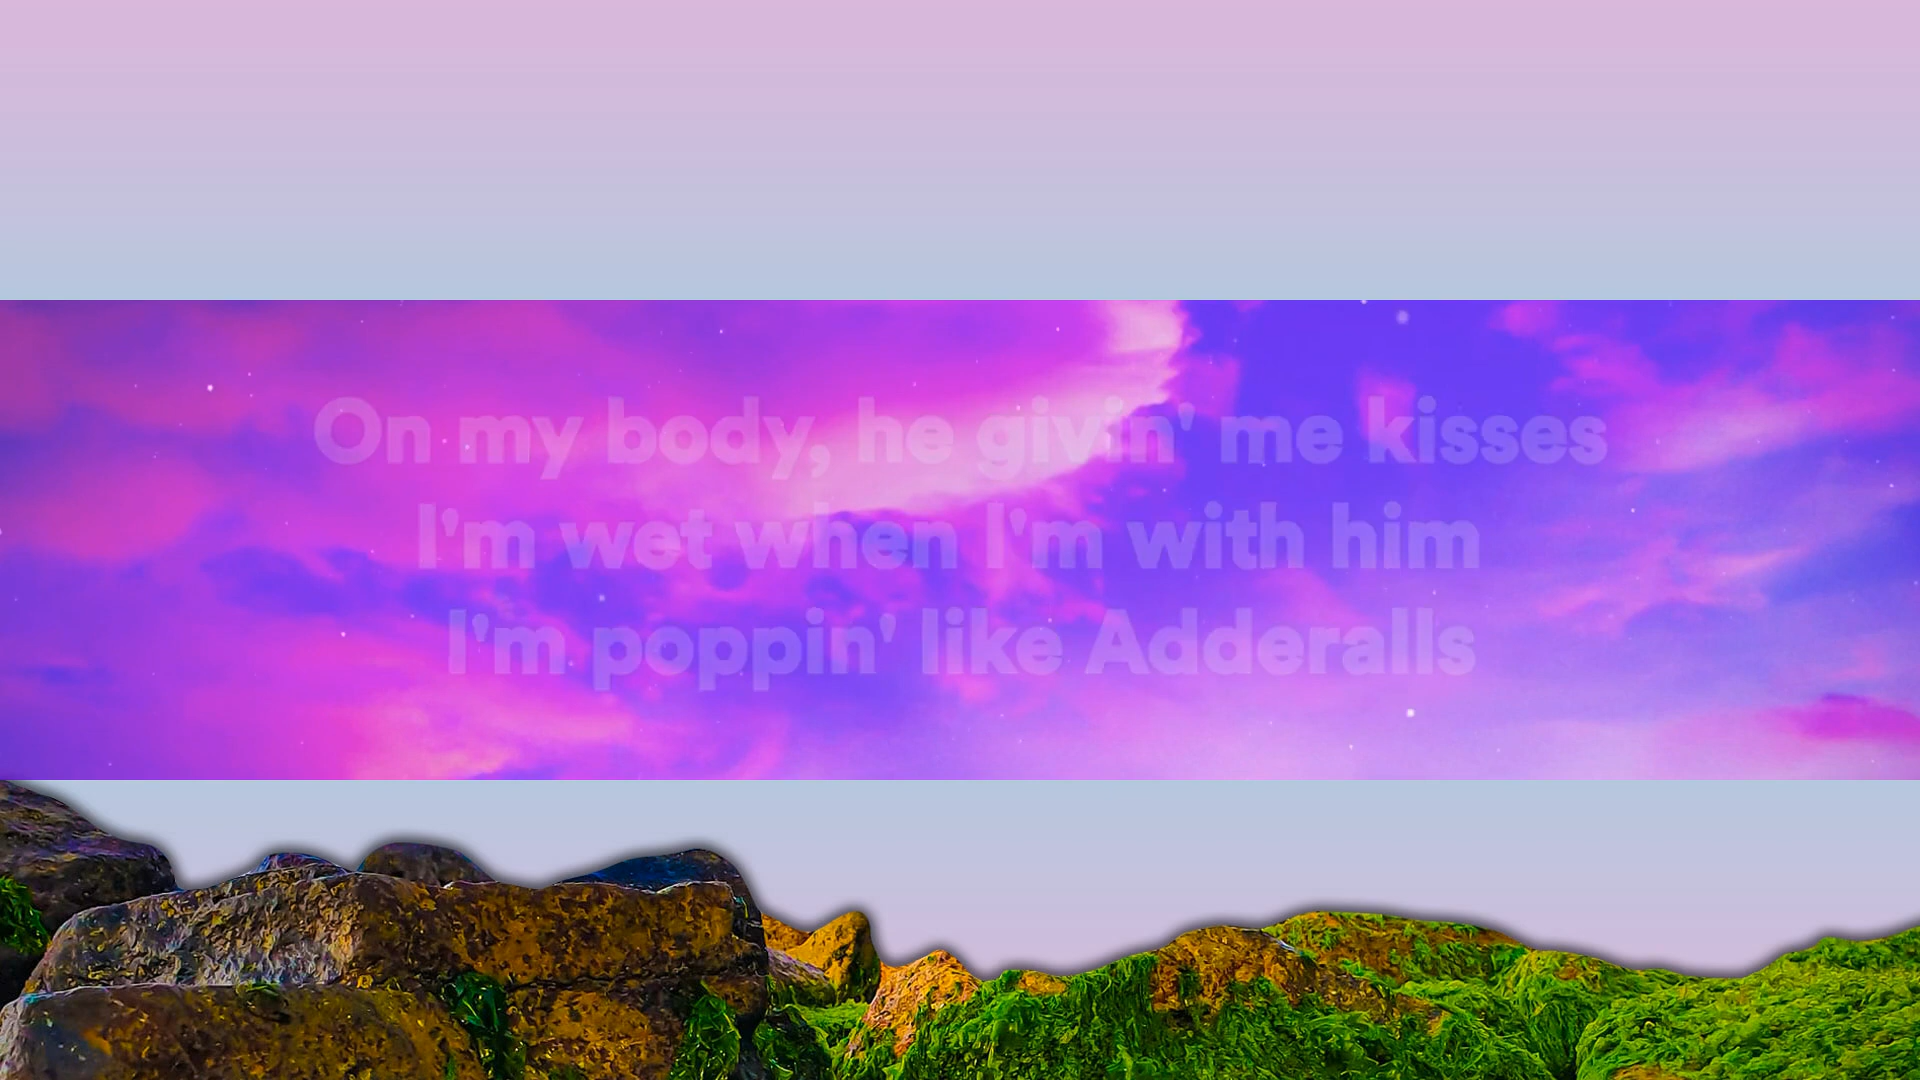 On my body, he givin' me kisses
I'm wet when I'm with him
I'm poppin' like Adderalls